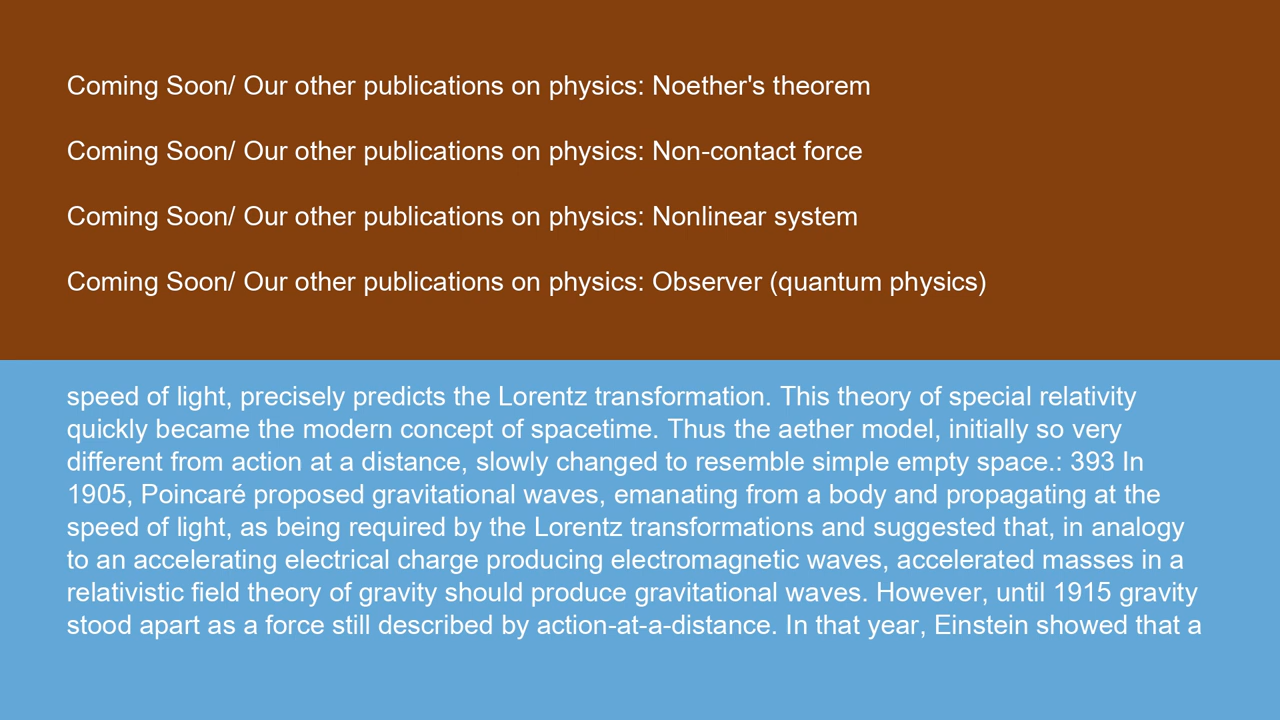 Coming Soon/ Our other publications on physics: Noether's theorem
Coming Soon/ Our other publications on physics: Non-contact force
Coming Soon/ Our other publications on physics: Nonlinear system
Coming Soon/ Our other publications on physics: Observer (quantum physics)
speed of light, precisely predicts the Lorentz transformation. This theory of special relativity
quickly became the modern concept of spacetime. Thus the aether model, initially so very
different from action at a distance, slowly changed to resemble simple empty space.: 393 In
1905, Poincaré proposed gravitational waves, emanating from a body and propagating at the
speed of light, as being required by the Lorentz transformations and suggested that, in analogy
to an accelerating electrical charge producing electromagnetic waves, accelerated masses in a
relativistic field theory of gravity should produce gravitational waves. However, until 1915 gravity
stood apart as a force still described by action-at-a-distance. In that year, Einstein showed that a